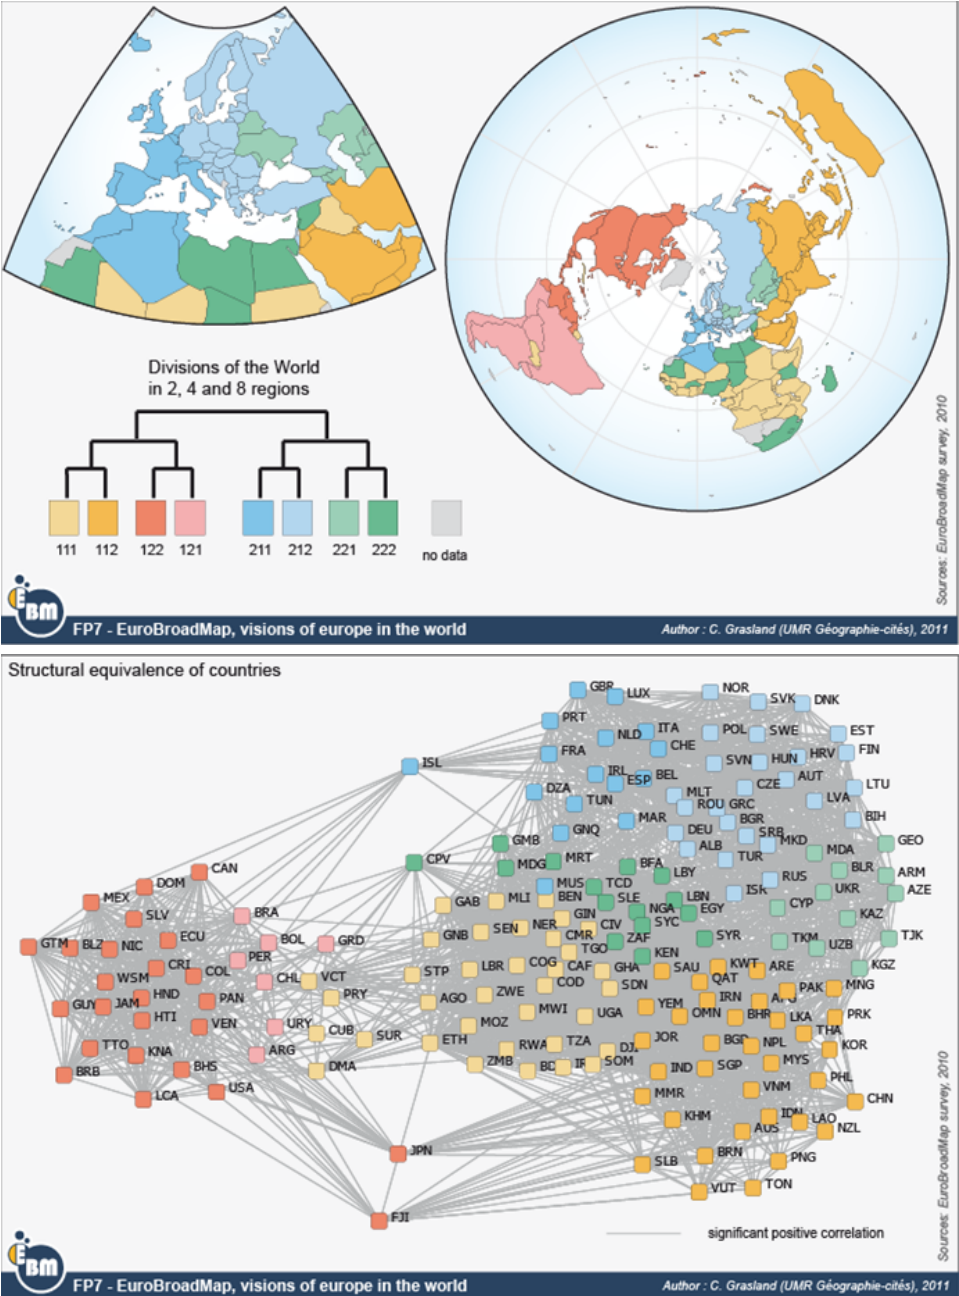 Divisions of the World
in 2, 4 and 8 regions
111
112
122
121
211
212
221
222
no data
Sources: EuroBroadMap survey, 2010
EBM
FP7 - EuroBroadMap, visions of europe in the world
Author : C. Grasland (UMR Géographie-cités), 2011
Structural equivalence of countries
GBR
LUX
NOR
SVK
DNK
PRT
NLD
ITA
CHE
POL
SWE
EST
FIN
FRA
ISL
IRL
ESP
BEL
SVN
HUN
HRV
AUT
CZE
LTU
DZA
TUN
MLT
ROU
GRC
LVA
BIH
GNQ
MAR
DEU
BGR
SRB
MKD
ALB
GMB
MDG
MRT
BFA
LBY
TUR
MDA
GEO
CPV
BLR
ARM
MUS
TCD
RUS
UKR
AZE
GAB
MLI
BEN
SLE
LBN
ISR
CYP
KAZ
GIN
NGA
EGY
SEN
NER
CIV
SYC
GNB
CMR
ZAF
SYR
TKM
UZB
TJK
TGO
KEN
STP
LBR
COG
CAF
GHA
SAU
KWT
ARE
KGZ
COD
SDN
QAT
PAK
MNG
AGO
ZWE
YEM
IRN
MWI
UGA
OMN
BHR
LKA
PRK
MOZ
THA
ETH
RWA
TZA
DJI
JOR
BGD
NPL
KOR
ZMB
SOM
IND
SGP
MYS
PHL
MMR
VNM
CHN
KHM
AUS
IDN
LAO
NZL
SLB
BRN
PNG
VUT
TON
CAN
DOM
MEX
SLV
BRA
GTM
BLZ
NIC
ECU
BOL
GRD
PER
CRI
COL
CHL
VCT
WSM
HND
PAN
PRY
GUY
JAM
HTI
VEN
URY
CUB
SUR
TTO
KNA
ARG
BRB
BHS
DMA
LCA
USA
JPN
FJI
significant positive correlation
Sources: EuroBroadMap survey, 2010
EBM
FP7 - EuroBroadMap, visions of europe in the world
Author : C. Grasland (UMR Géographie-cités), 2011